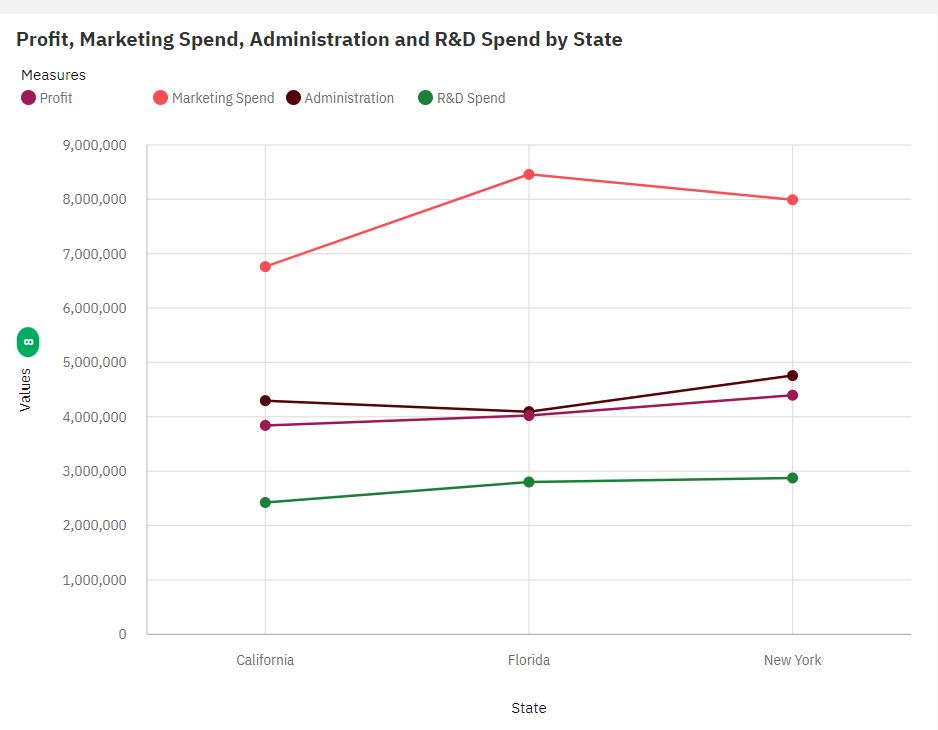 Profit, Marketing Spend, Administration and R&D Spend by State
Measures
Profit Marketing Spend Administration R&D Spend
9,000,000
8,000,000
7,000,000
6,000,000
5,000,000
4,000,000
3,000,000
2,000,000
1,000,000
0
Values
California Florida New York
State